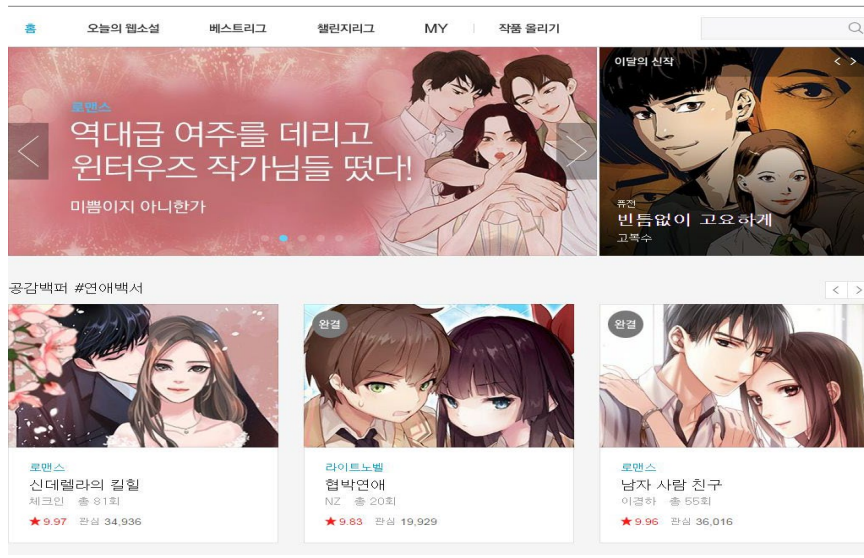 홈 오늘의 웹소설 베스트리그 챌린지리그 MY 작품 올리기
로맨스
역대급 여주를 데리고
윈터우즈 작가님들 떴다!
미쁨이지 아니한가
이달의 신작
퓨전
빈틈없이 고요하게
고복수
공감백퍼 #연애백서
로맨스
신데렐라의 킬힐
체크인 총 81회
★ 9.97 관심 34,936
완결
라이트노벨
협박연애
NZ 총 20회
★ 9.83 관심 19,929
완결
로맨스
남자 사람 친구
이경하 총 55회
★ 9.96 관심 36,016